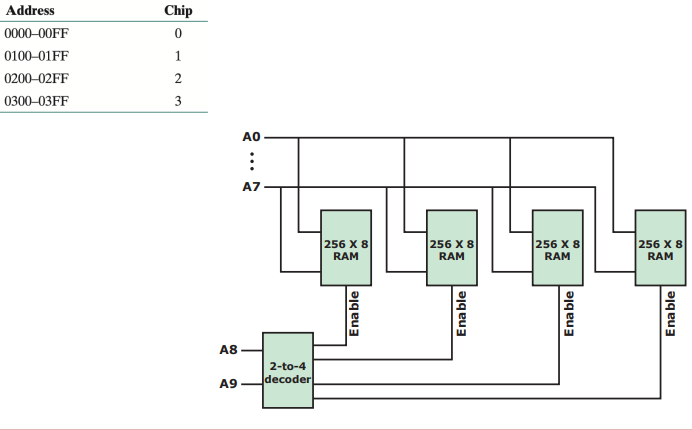 Address Chip
0000–00FF 0
0100–01FF 1
0200–02FF 2
0300–03FF 3
A0
A7
256 X 8 256 X 8 256 X 8 256 X 8
RAM RAM RAM RAM
Enable Enable Enable Enable
A8
2-to-4
decoder
A9